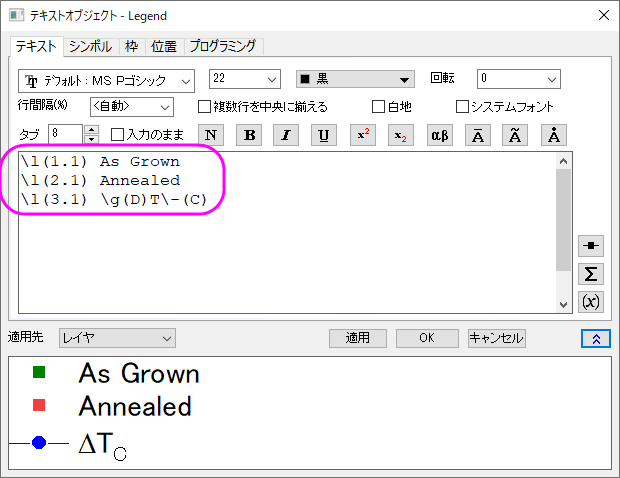 テキストオブジェクト - Legend
テキスト シンボル 枠 位置 プログラミング
デフォルト : MS Pゴシック 22 黒 回転 0
行間隔(%) <自動> 複数行を中央に揃える 白地 システムフォント
タブ 8 入力のまま N B I U x² x₂ αβ Ā Ã Å
\l(1.1) As Grown
\l(2.1) Annealed
\l(3.1) \g(D)T\-(C)
Σ
(x)
適用先 レイヤ 適用 OK キャンセル
As Grown
Annealed
ΔTC